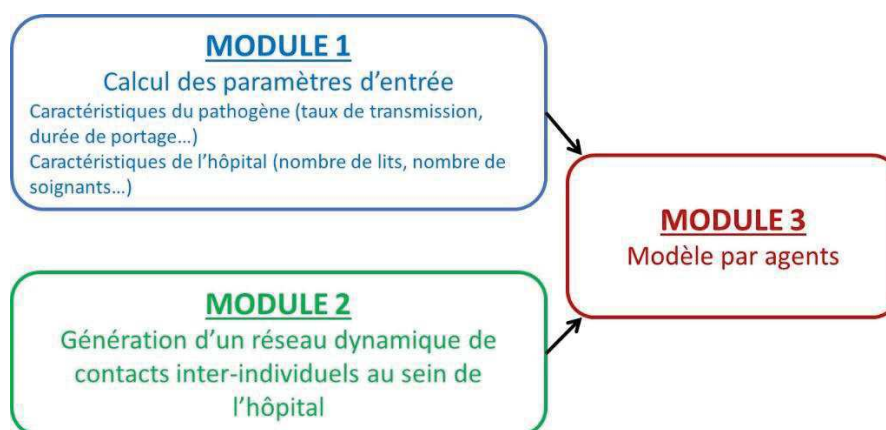 MODULE 1
Calcul des paramètres d'entrée
Caractéristiques du pathogène (taux de transmission,
durée de portage…)
Caractéristiques de l'hôpital (nombre de lits, nombre de
soignants…)
MODULE 2
Génération d'un réseau dynamique de
contacts inter-individuels au sein de
l'hôpital
MODULE 3
Modèle par agents